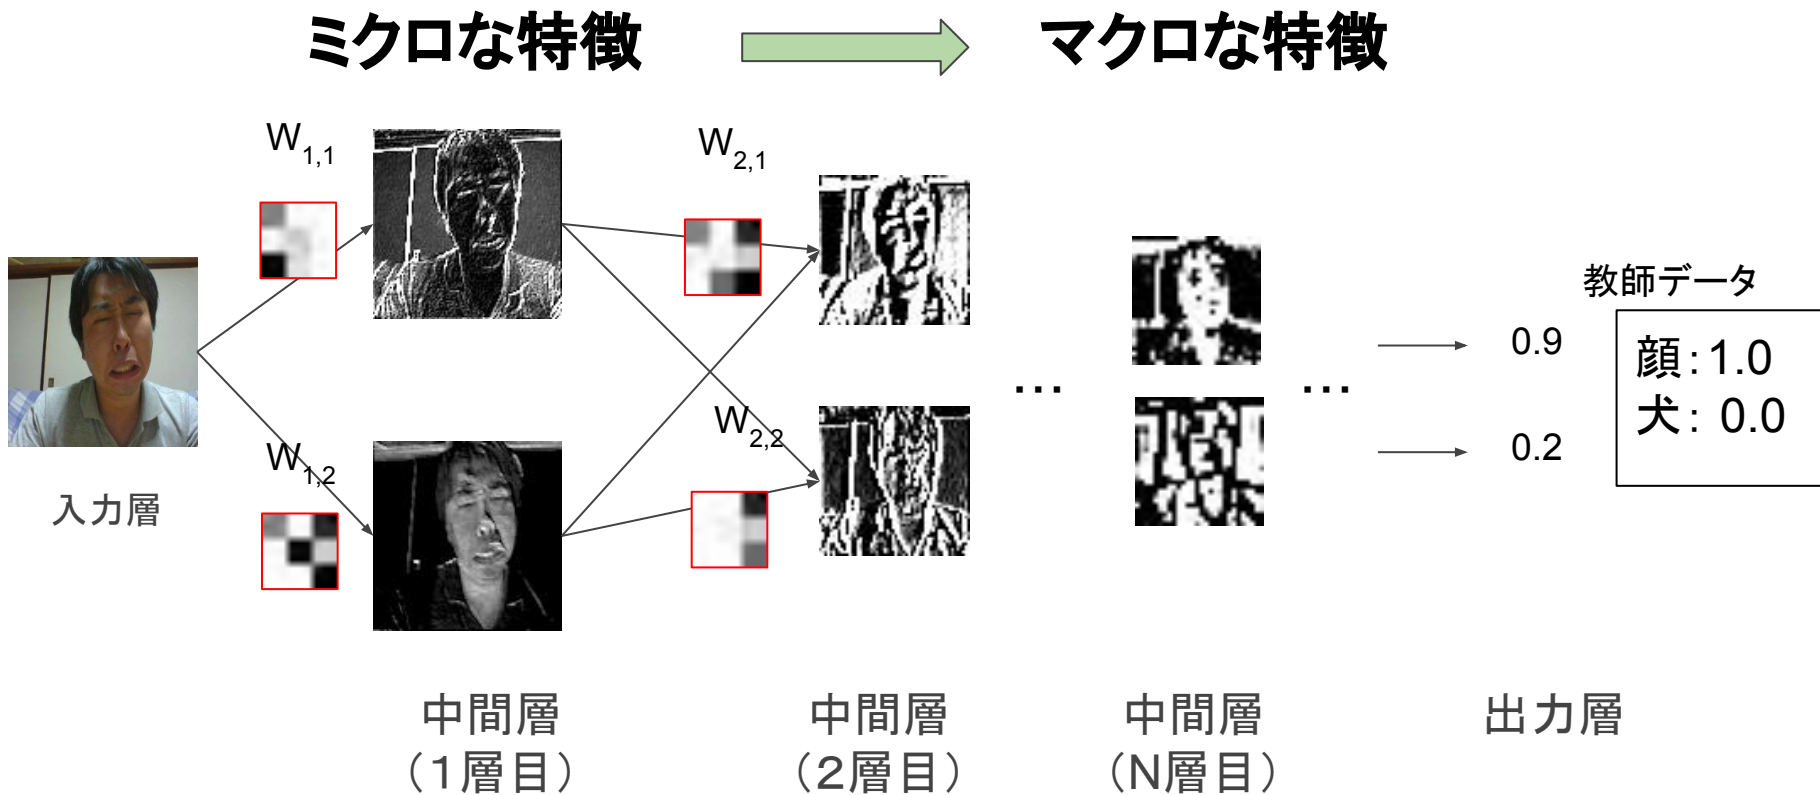 ミクロな特徴
マクロな特徴
W1,1
W2,1
W1,2
W2,2
入力層
…
…
0.9
0.2
教師データ
顔：1.0
犬： 0.0
中間層
（１層目）
中間層
（２層目）
中間層
（N層目）
出力層